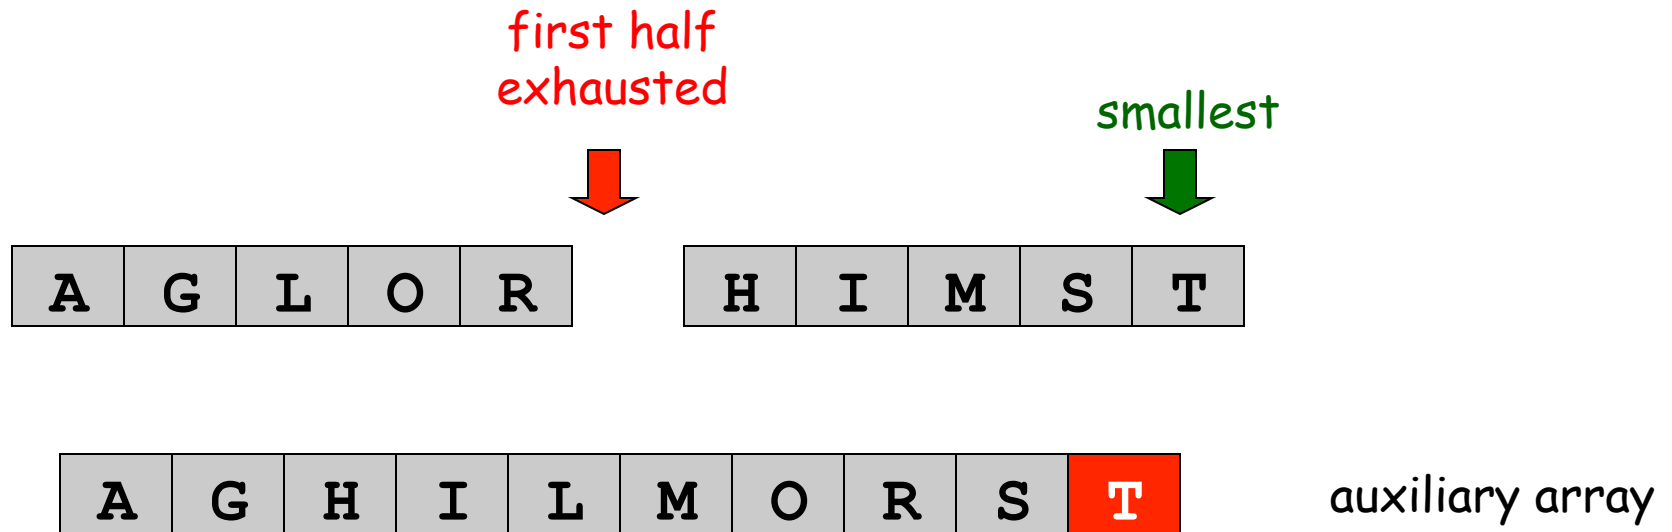 first half
exhausted
smallest
A G L O R H I M S T
A G H I L M O R S T auxiliary array